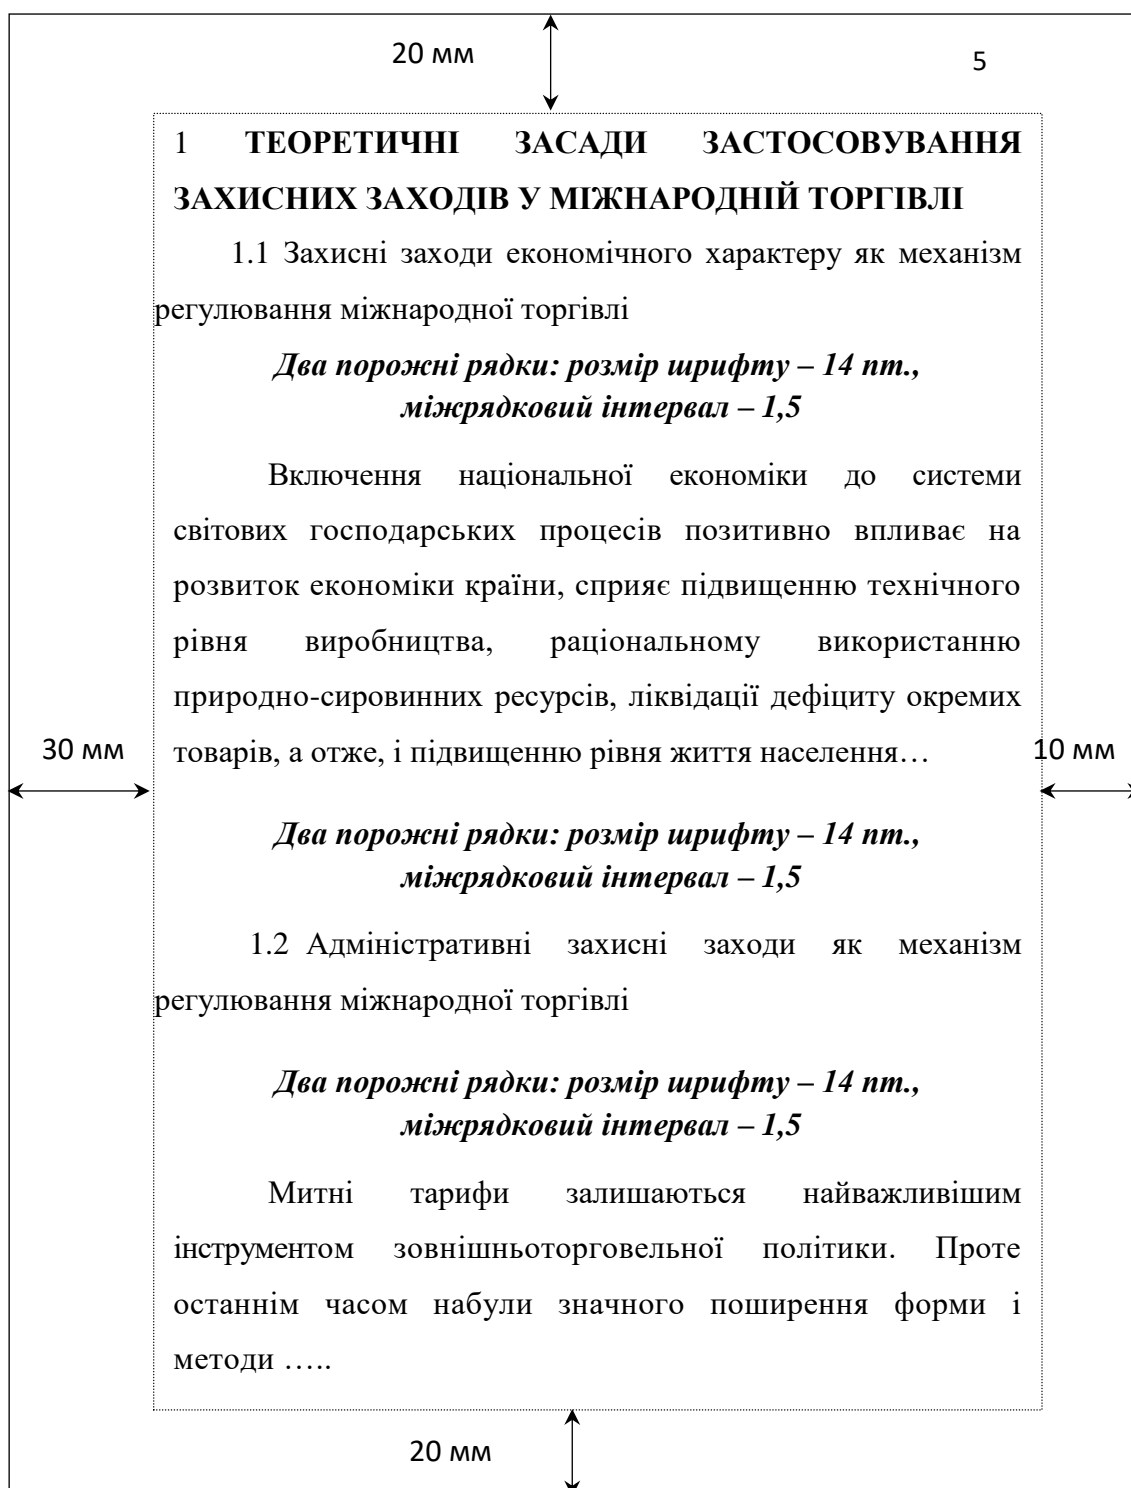 20 мм
5
1 ТЕОРЕТИЧНІ ЗАСАДИ ЗАСТОСОВУВАННЯ
ЗАХИСНИХ ЗАХОДІВ У МІЖНАРОДНІЙ ТОРГІВЛІ
1.1 Захисні заходи економічного характеру як механізм
регулювання міжнародної торгівлі
Два порожні рядки: розмір шрифту – 14 пт.,
міжрядковий інтервал – 1,5
Включення національної економіки до системи
світових господарських процесів позитивно впливає на
розвиток економіки країни, сприяє підвищенню технічного
рівня виробництва, раціональному використанню
природно-сировинних ресурсів, ліквідації дефіциту окремих
товарів, а отже, і підвищенню рівня життя населення…
30 мм
10 мм
Два порожні рядки: розмір шрифту – 14 пт.,
міжрядковий інтервал – 1,5
1.2 Адміністративні захисні заходи як механізм
регулювання міжнародної торгівлі
Два порожні рядки: розмір шрифту – 14 пт.,
міжрядковий інтервал – 1,5
Митні тарифи залишаються найважливішим
інструментом зовнішньоторговельної політики. Проте
останнім часом набули значного поширення форми і
методи …..
20 мм